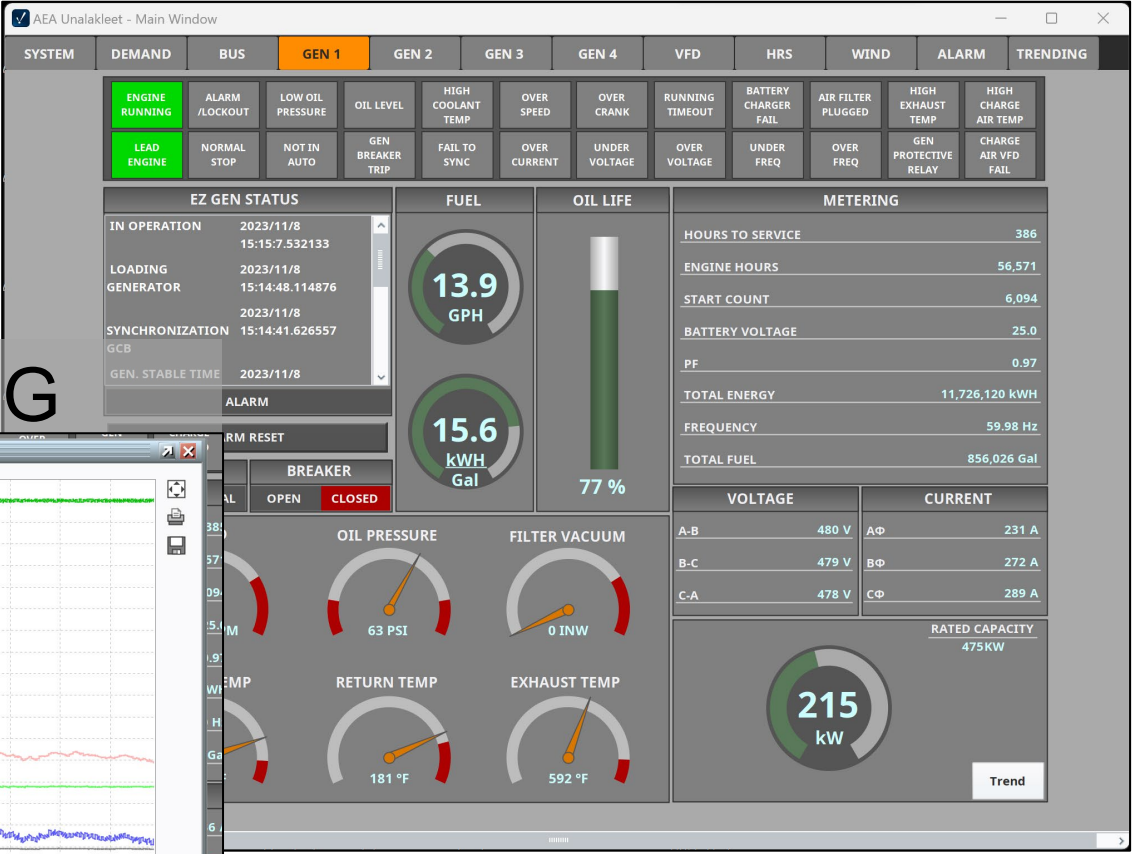 AEA Unalakleet - Main Window
SYSTEM DEMAND BUS GEN 1 GEN 2 GEN 3 GEN 4 VFD HRS WIND ALARM TRENDING
ENGINE RUNNING
ALARM /LOCKOUT
LOW OIL PRESSURE
OIL LEVEL
HIGH COOLANT TEMP
OVER SPEED
OVER CRANK
RUNNING TIMEOUT
BATTERY CHARGER FAIL
AIR FILTER PLUGGED
HIGH EXHAUST TEMP
HIGH CHARGE AIR TEMP
LEAD ENGINE
NORMAL STOP
NOT IN AUTO
GEN BREAKER TRIP
FAIL TO SYNC
OVER CURRENT
UNDER VOLTAGE
OVER VOLTAGE
UNDER FREQ
OVER FREQ
GEN PROTECTIVE RELAY
CHARGE AIR VFD FAIL
EZ GEN STATUS
IN OPERATION 2023/11/8
15:15:7.532133
LOADING 2023/11/8
GENERATOR 15:14:48.114876
2023/11/8
SYNCHRONIZATION 15:14:41.626557
GCB
GEN. STABLE TIME 2023/11/8
ALARM
RM RESET
G
BREAKER
OPEN CLOSED
FUEL
13.9
GPH
15.6
kWH
Gal
OIL LIFE
77 %
METERING
HOURS TO SERVICE 386
ENGINE HOURS 56,571
START COUNT 6,094
BATTERY VOLTAGE 25.0
PF 0.97
TOTAL ENERGY 11,726,120 kWH
FREQUENCY 59.98 Hz
TOTAL FUEL 856,026 Gal
VOLTAGE
A-B 480 V
B-C 479 V
C-A 478 V
CURRENT
AΦ 231 A
BΦ 272 A
CΦ 289 A
OIL PRESSURE
63 PSI
FILTER VACUUM
0 INW
RETURN TEMP
181 °F
EXHAUST TEMP
592 °F
RATED CAPACITY
475KW
215
kW
Trend